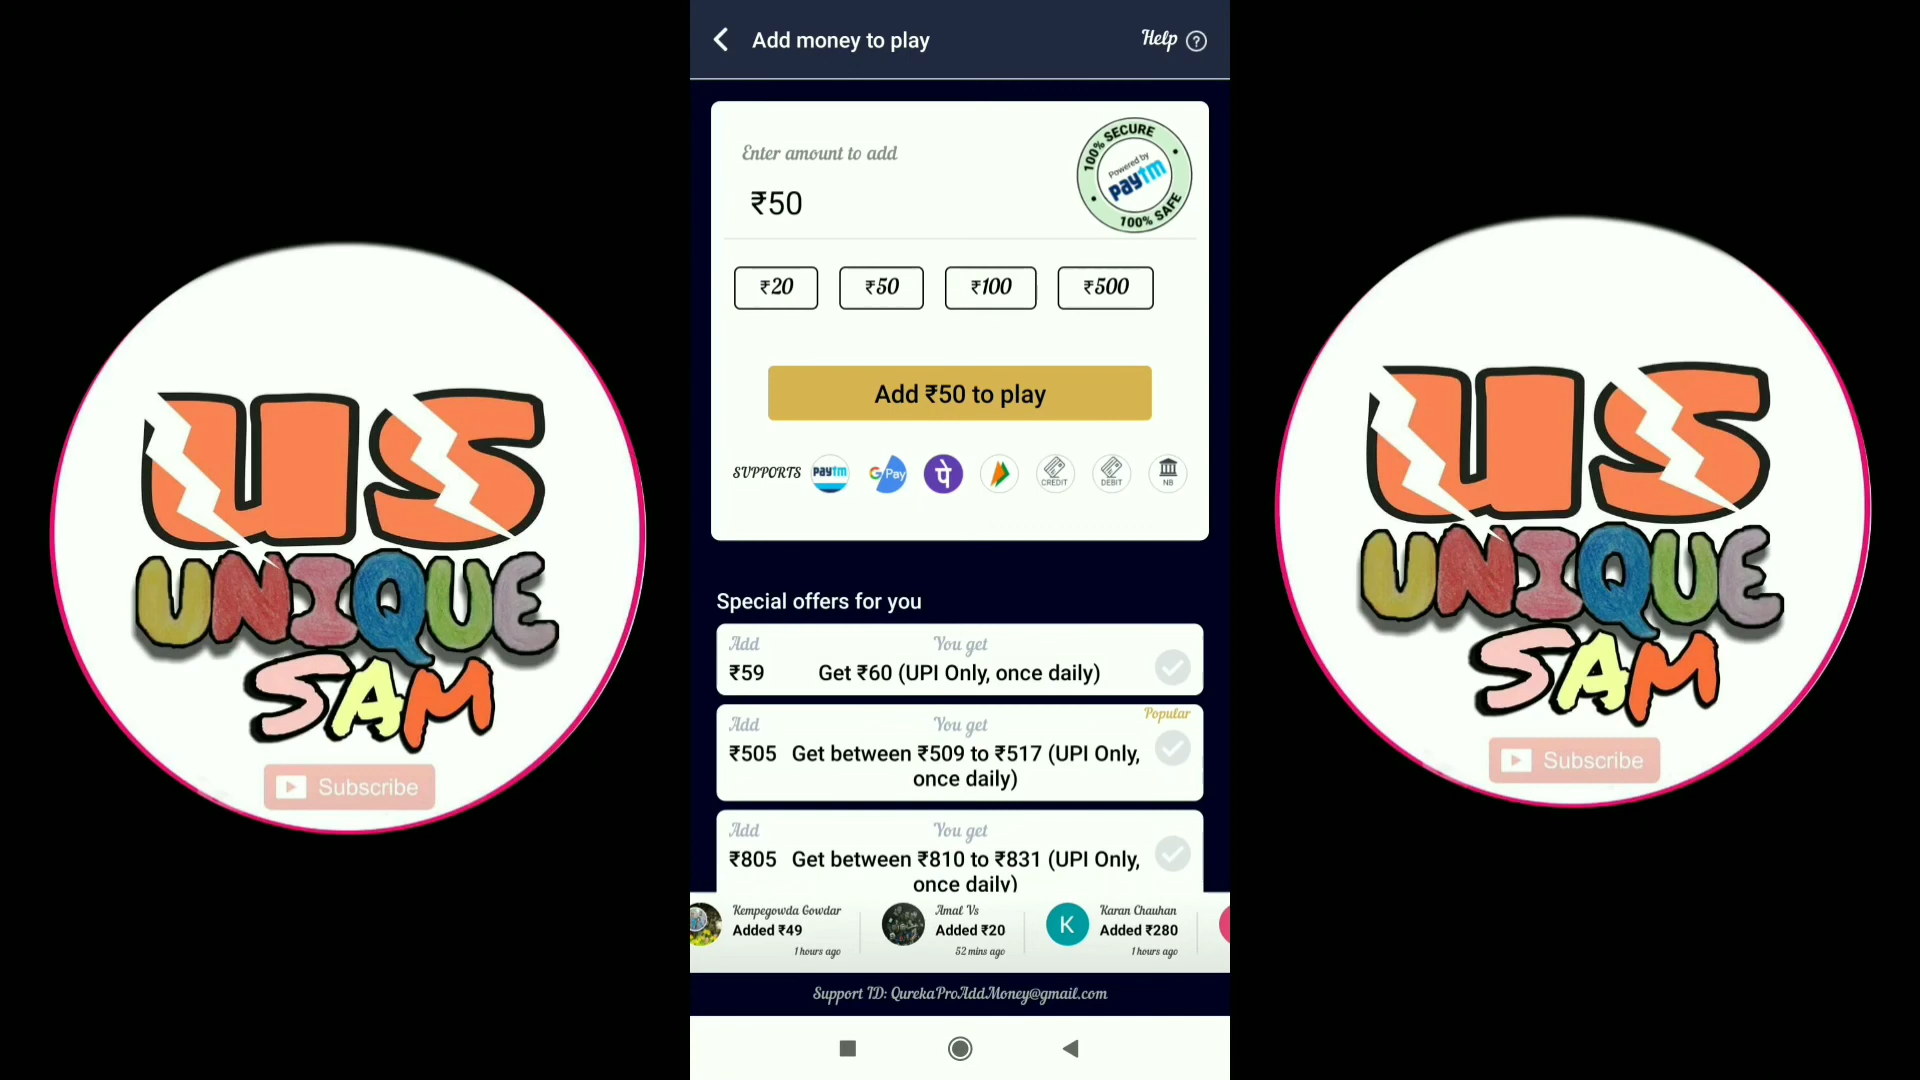 Add money to play
Help ?
Enter amount to add
₹50
100% SECURE
Powered by
paytm
100% SAFE
₹20
₹50
₹100
₹500
Add ₹50 to play
SUPPORTS
paytm
G Pay
पे
CREDIT
DEBIT
NB
Special offers for you
Add
You get
₹59
Get ₹60 (UPI Only, once daily)
Popular
Add
You get
₹505
Get between ₹509 to ₹517 (UPI Only,
once daily)
Add
You get
₹805
Get between ₹810 to ₹831 (UPI Only,
once daily)
Kempegowda Gowdar
Added ₹49
1 hours ago
Amal Vs
Added ₹20
52 mins ago
K
Karan Chauhan
Added ₹280
1 hours ago
Support ID: QurekaProAddMoney@gmail.com
US
UNIQUE
SAM
Subscribe
US
UNIQUE
SAM
Subscribe